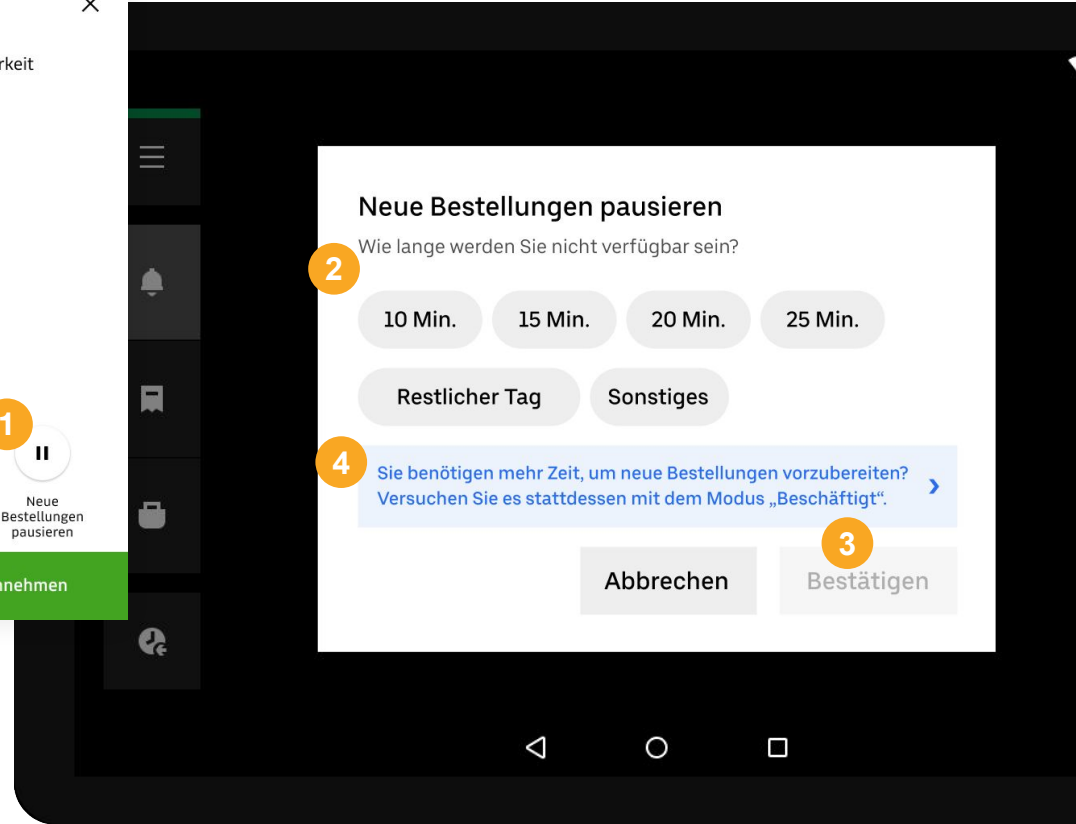 rkeit
1
Neue
Bestellungen
pausieren
nnehmen
Neue Bestellungen pausieren
Wie lange werden Sie nicht verfügbar sein?
2
10 Min. 15 Min. 20 Min. 25 Min.
Restlicher Tag Sonstiges
4
Sie benötigen mehr Zeit, um neue Bestellungen vorzubereiten?
Versuchen Sie es stattdessen mit dem Modus „Beschäftigt“.
3
Abbrechen Bestätigen